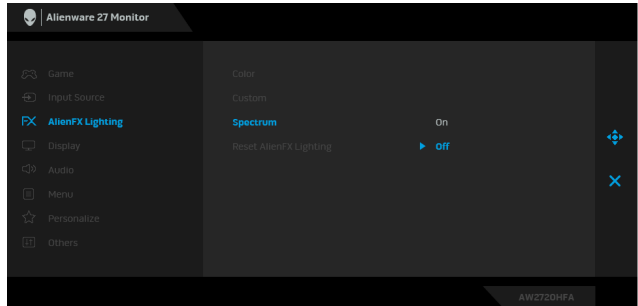 Alienware 27 Monitor
Game
Color
Input Source
Custom
FX AlienFX Lighting
Spectrum
On
Display
Reset AlienFX Lighting
Off
Audio
Menu
Personalize
Others
AW2720HFA